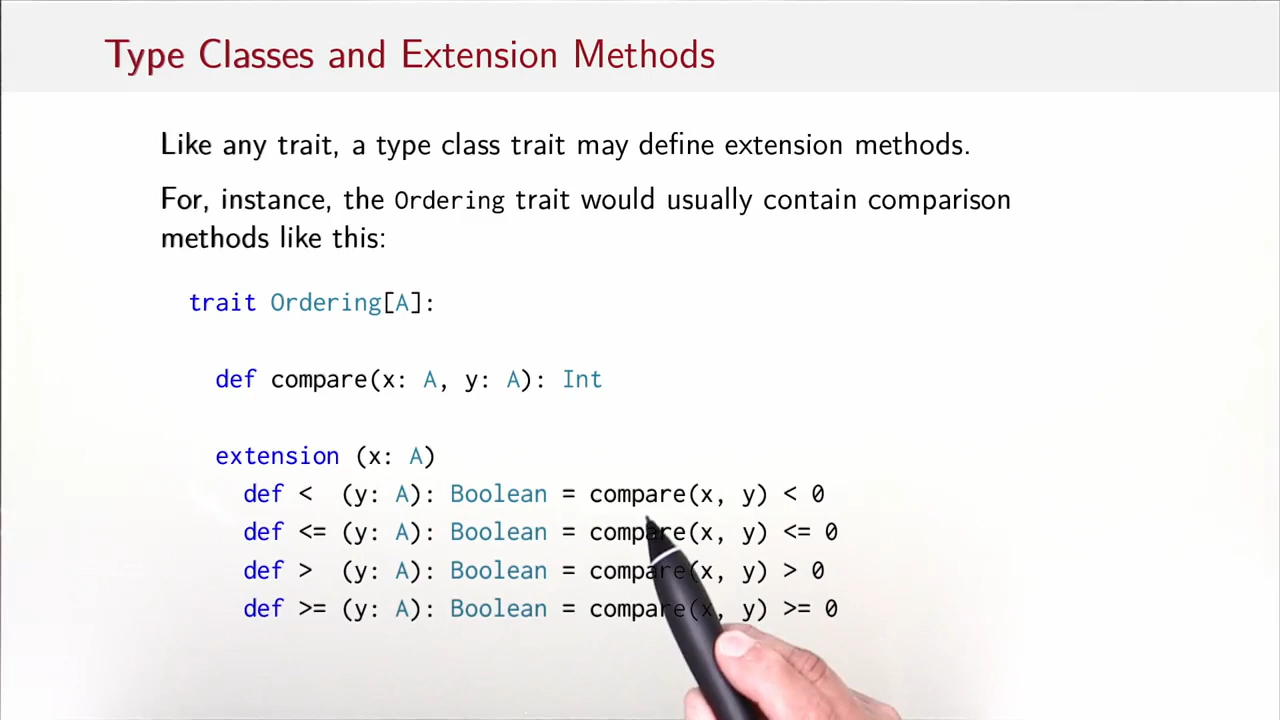 Type Classes and Extension Methods
Like any trait, a type class trait may define extension methods.
For, instance, the Ordering trait would usually contain comparison
methods like this:
trait Ordering[A]:
def compare(x: A, y: A): Int
extension (x: A)
def < (y: A): Boolean = compare(x, y) < 0
def <= (y: A): Boolean = compare(x, y) <= 0
def > (y: A): Boolean = compare(x, y) > 0
def >= (y: A): Boolean = compare(x, y) >= 0